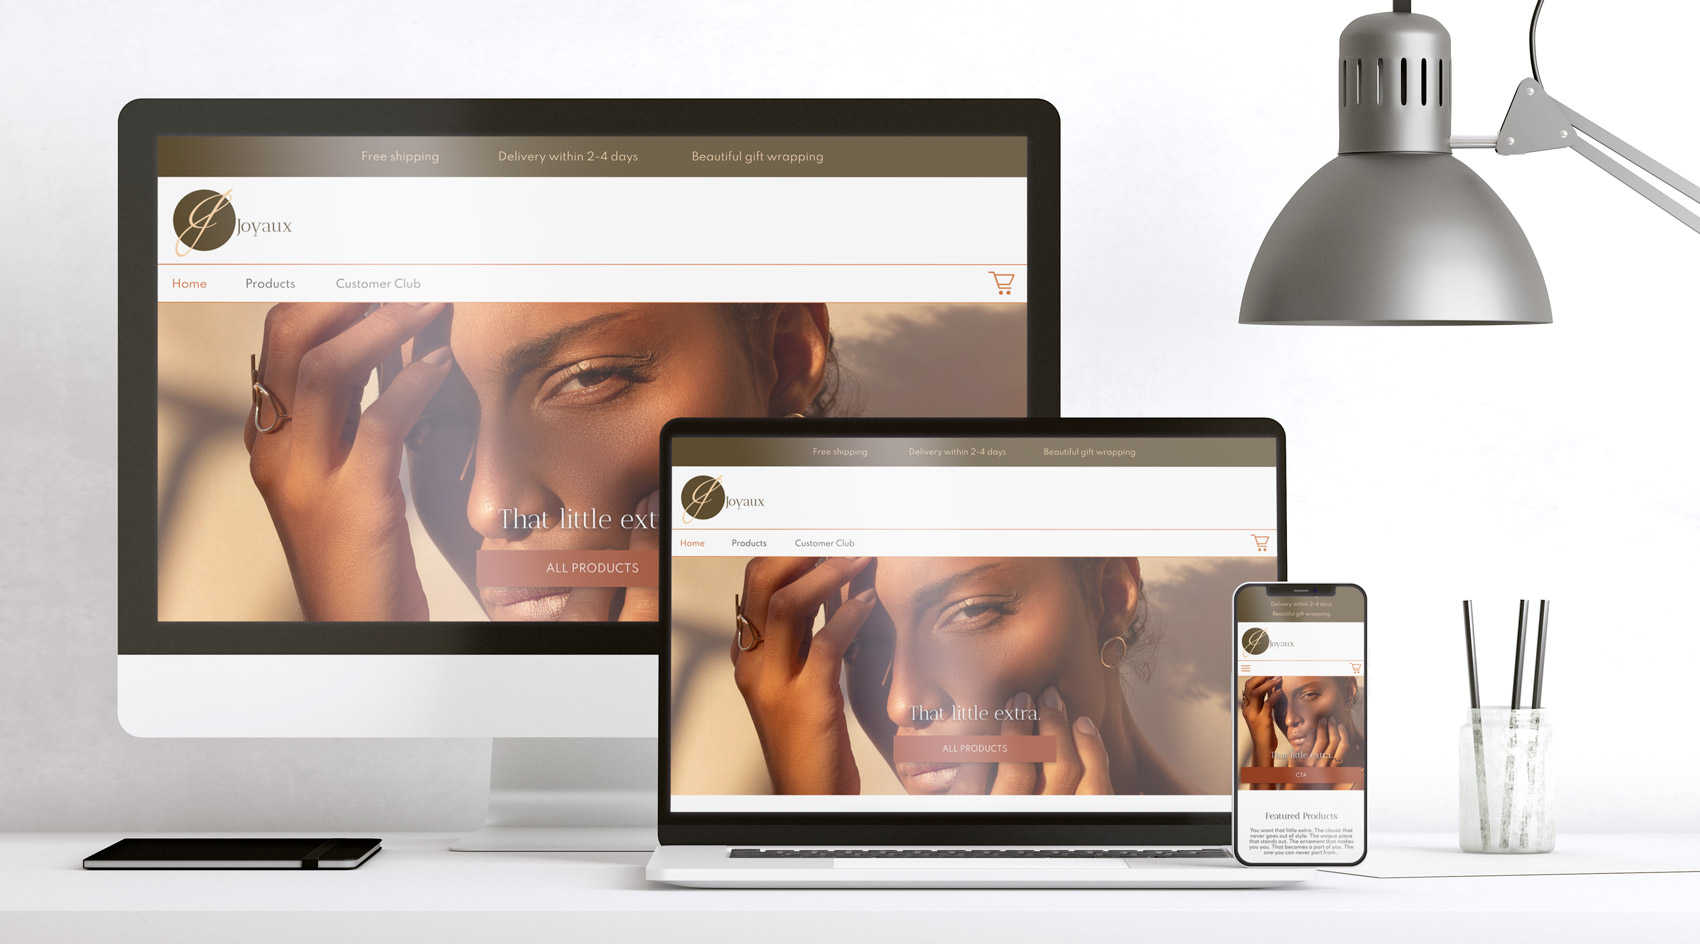 Free shipping Delivery within 2-4 days Beautiful gift wrapping
J Joyaux
Home Products Customer Club
That little ext
ALL PRODUCTS
Free shipping Delivery within 2-4 days Beautiful gift wrapping
J Joyaux
Home Products Customer Club
That little extra.
ALL PRODUCTS
Delivery within 2-4 days
Beautiful gift wrapping
J Joyaux
That little extra.
CTA
Featured Products
You want that little extra. The classic that
never goes out of style. The unique piece
that stands out. The ornament that makes
you you. That becomes a part of you. The
one you can never part from...